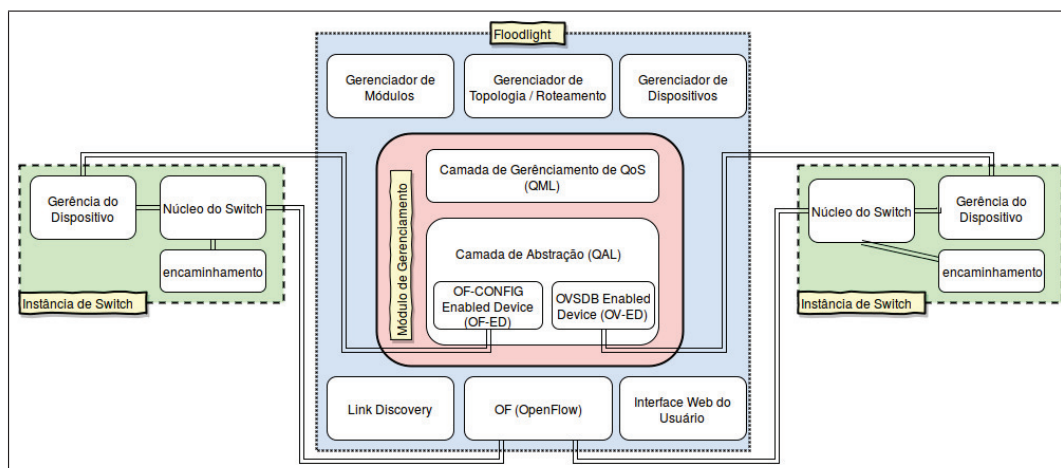 Floodlight
Gerenciador de
Módulos
Gerenciador de
Topologia / Roteamento
Gerenciador de
Dispositivos
Módulo de Gerenciamento
Camada de Gerênciamento de QoS
(QML)
Camada de Abstração (QAL)
OF-CONFIG
Enabled Device
(OF-ED)
OVSDB Enabled
Device (OV-ED)
Link Discovery
OF (OpenFlow)
Interface Web do
Usuário
Gerência do
Dispositivo
Núcleo do Switch
encaminhamento
Instância de Switch
Núcleo do Switch
Gerência do
Dispositivo
encaminhamento
Instância de Switch